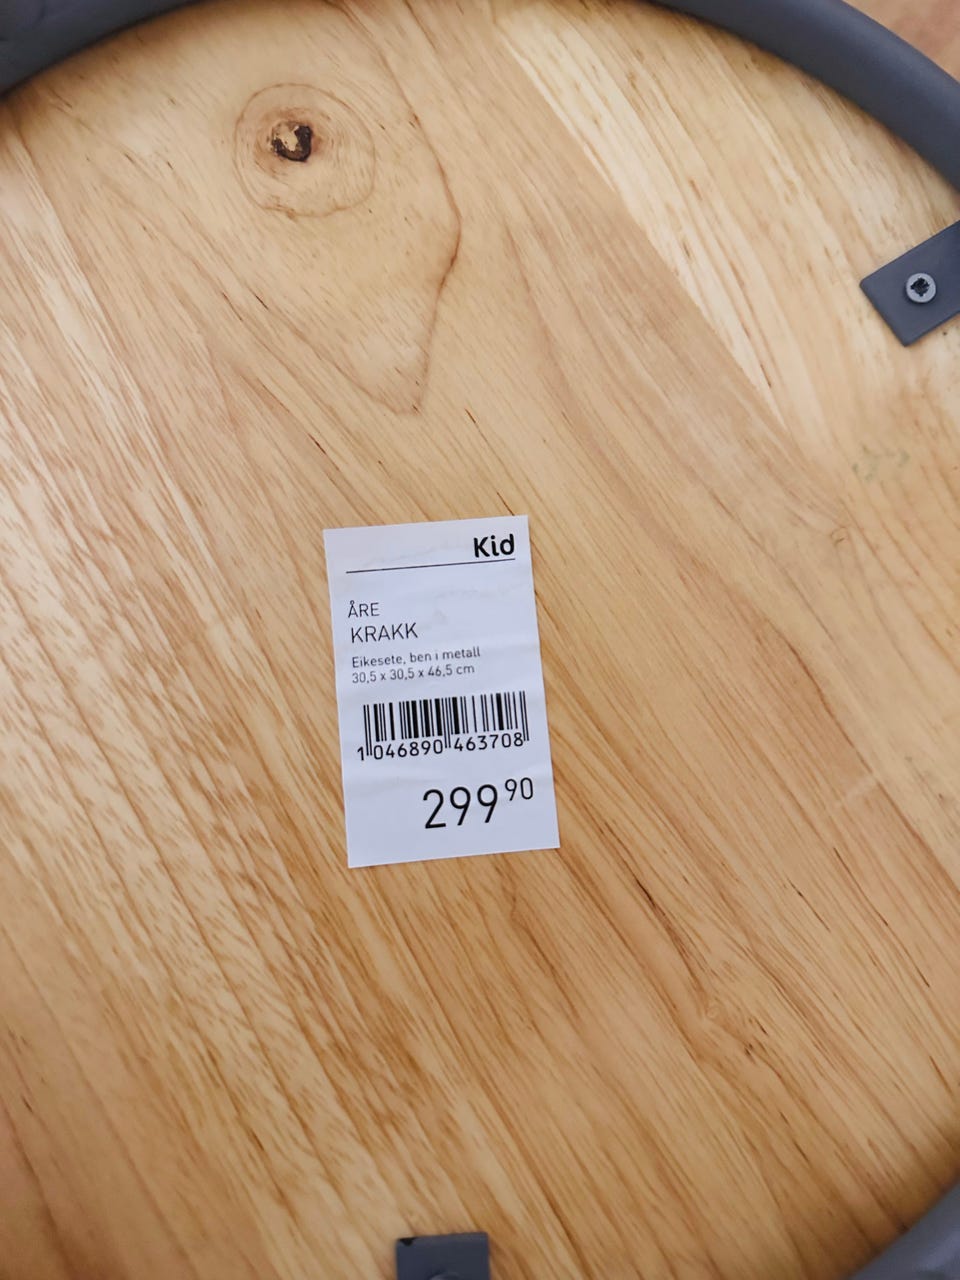 Kid
ÅRE
KRAKK
Eikesete, ben i metall
30,5 x 30,5 x 46,5 cm
1 046890 463708
299 90